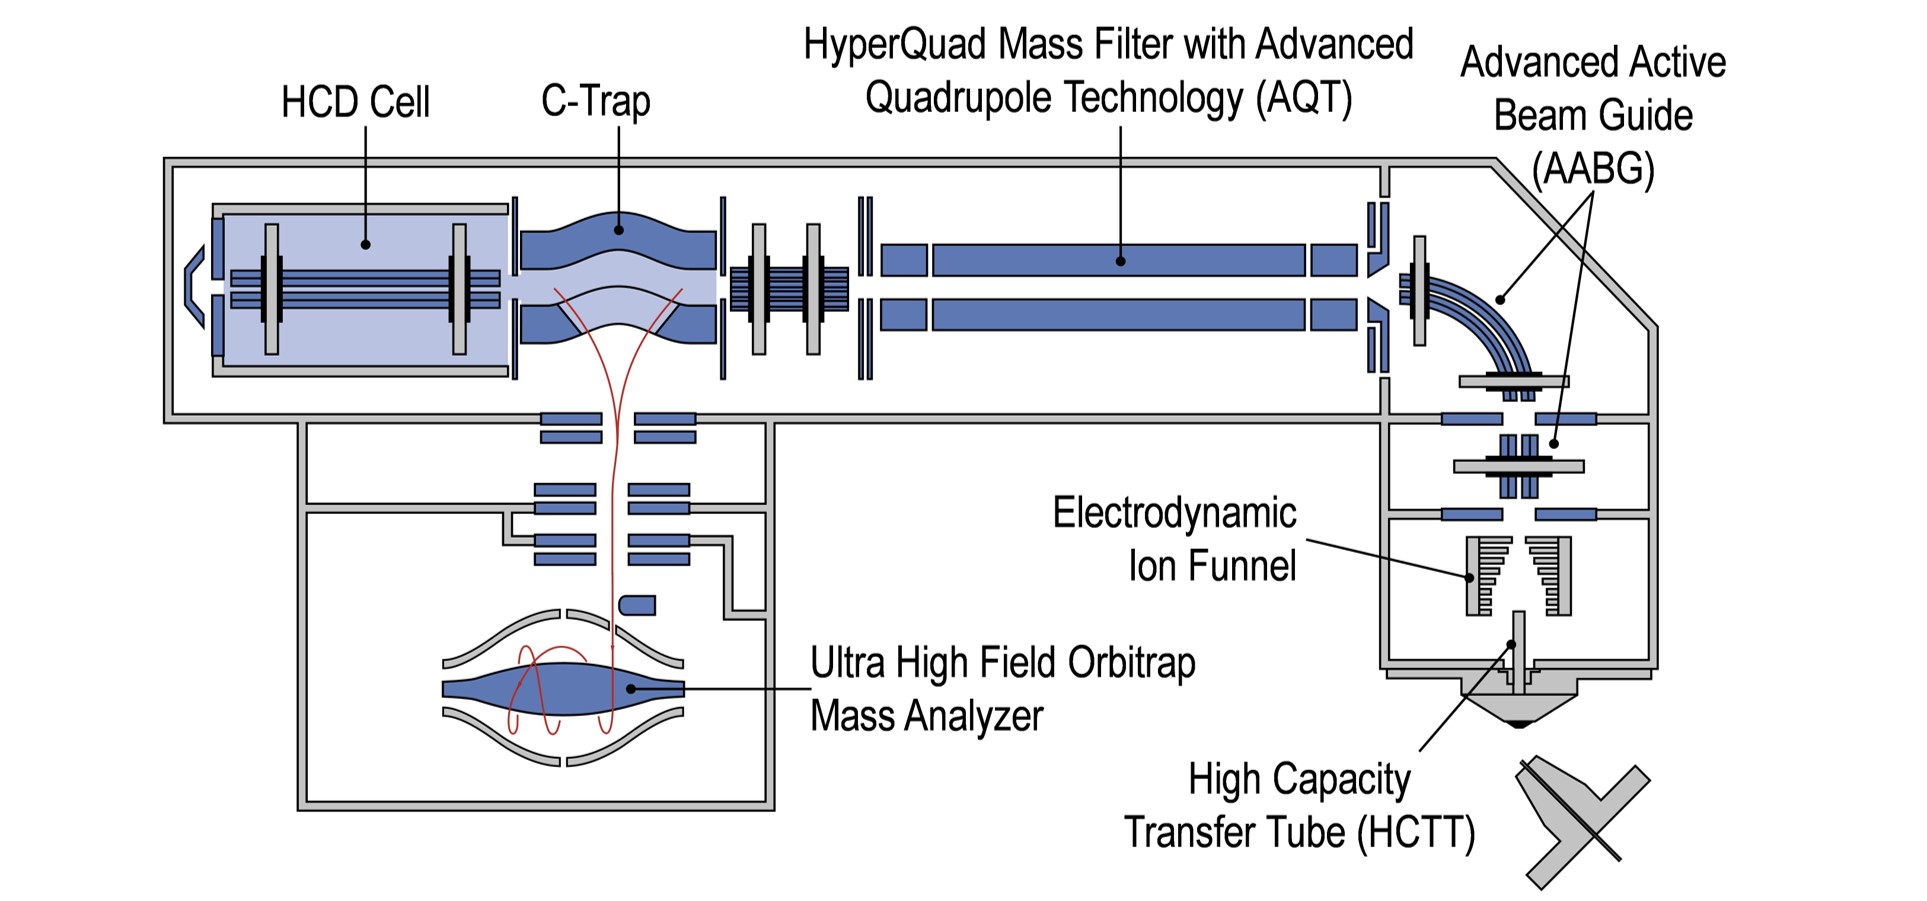 HyperQuad Mass Filter with Advanced
Quadrupole Technology (AQT)
Advanced Active
Beam Guide
(AABG)
HCD Cell
C-Trap
Electrodynamic
Ion Funnel
Ultra High Field Orbitrap
Mass Analyzer
High Capacity
Transfer Tube (HCTT)